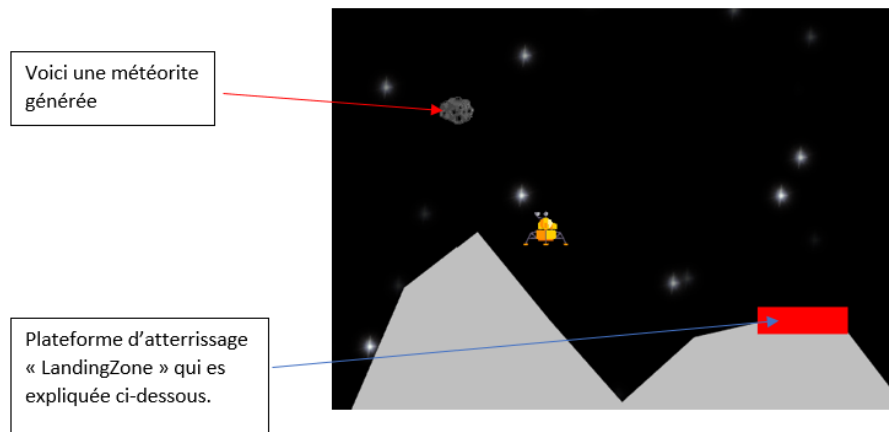 Voici une météorite
générée
Plateforme d'atterrissage
« LandingZone » qui es
expliquée ci-dessous.